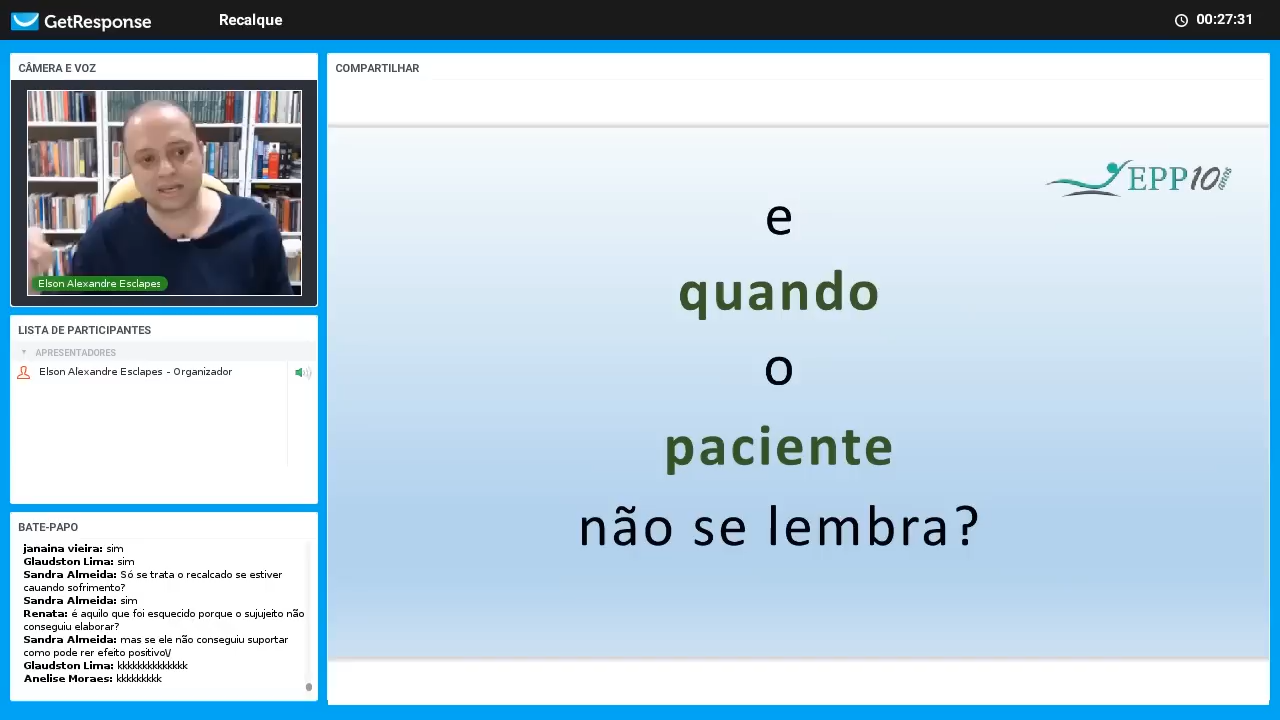 GetResponse
Recalque
00:27:31
CÂMERA E VOZ
Elson Alexandre Esclapes
LISTA DE PARTICIPANTES
APRESENTADORES
Elson Alexandre Esclapes - Organizador
BATE-PAPO
janaina vieira: sim
Glaudston Lima: sim
Sandra Almeida: Só se trata o recalcado se estiver
cauando sofrimento?
Sandra Almeida: sim
Renata: é aquilo que foi esquecido porque o sujujeito não
conseguiu elaborar?
Sandra Almeida: mas se ele não conseguiu suportar
como pode rer efeito positivo\/
Glaudston Lima: kkkkkkkkkkkkkk
Anelise Moraes: kkkkkkkkk
COMPARTILHAR
EPP10 anos
e
quando
o
paciente
não se lembra?